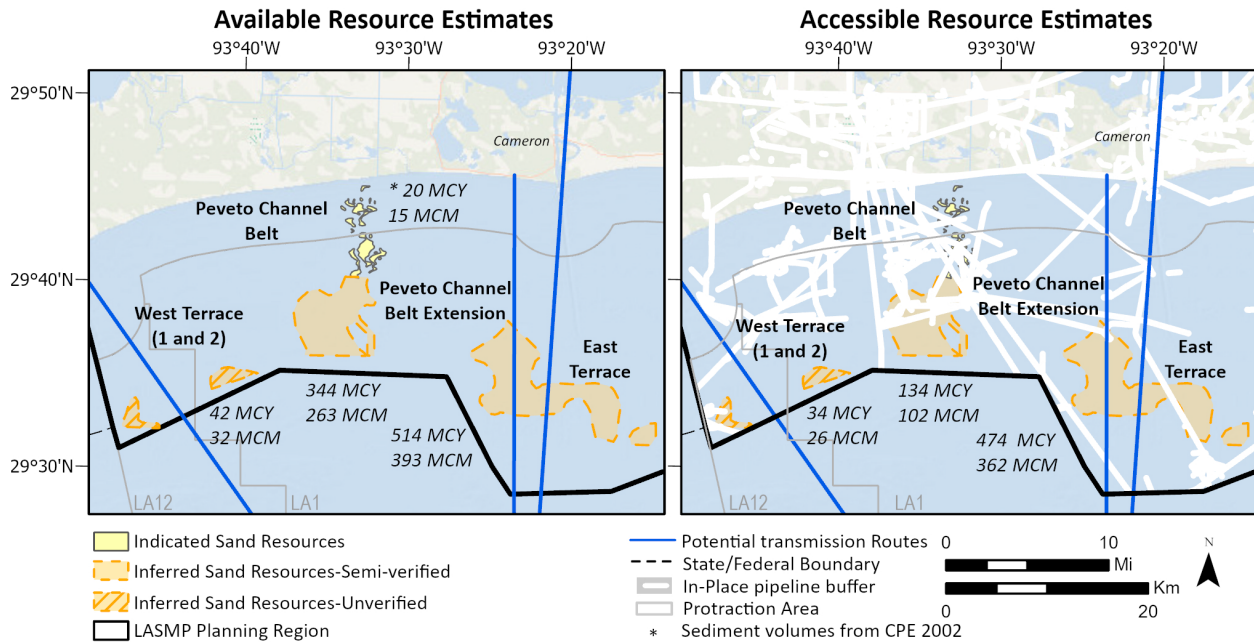 Available Resource Estimates
93°40'W 93°30'W 93°20'W
29°50'N
29°40'N
29°30'N
Cameron
* 20 MCY
15 MCM
Peveto Channel
Belt
Peveto Channel
Belt Extension
West Terrace
(1 and 2)
East
Terrace
344 MCY
263 MCM
42 MCY
32 MCM
514 MCY
393 MCM
LA12 LA1
Accessible Resource Estimates
93°40'W 93°30'W 93°20'W
Cameron
Peveto Channel
Belt
Peveto Channel
Belt Extension
West Terrace
(1 and 2)
East
Terrace
134 MCY
102 MCM
34 MCY
26 MCM
474 MCY
362 MCM
LA12 LA1
Indicated Sand Resources
Inferred Sand Resources-Semi-verified
Inferred Sand Resources-Unverified
LASMP Planning Region
Potential transmission Routes
State/Federal Boundary
In-Place pipeline buffer
Protraction Area
* Sediment volumes from CPE 2002
0 10
Mi
Km
0 20
N